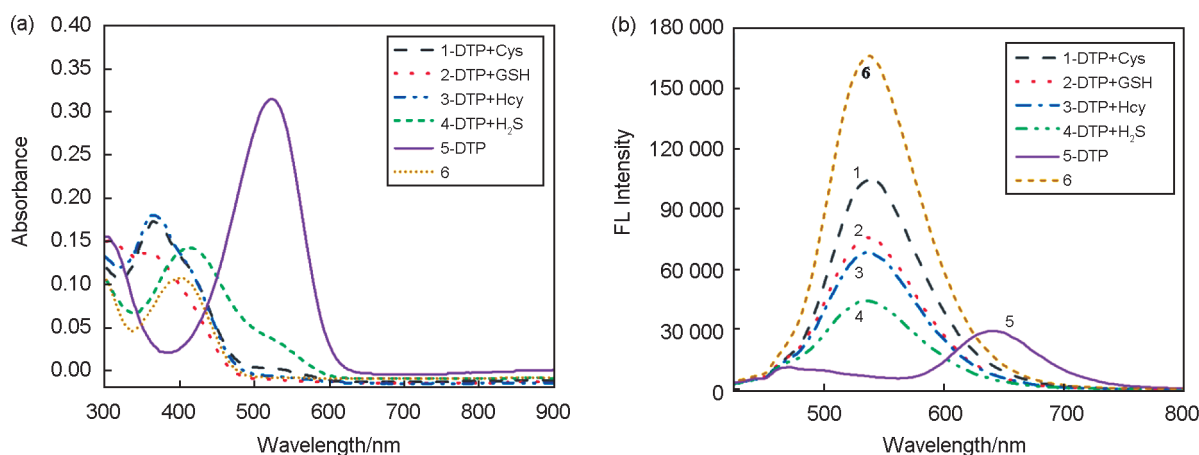 (a)
0.40
0.35
0.30
0.25
0.20
0.15
0.10
0.05
0.00
Absorbance
300 400 500 600 700 800 900
Wavelength/nm
1-DTP+Cys
2-DTP+GSH
3-DTP+Hcy
4-DTP+H₂S
5-DTP
6
(b)
180 000
150 000
120 000
90 000
60 000
30 000
0
FL Intensity
500 600 700 800
Wavelength/nm
1-DTP+Cys
2-DTP+GSH
3-DTP+Hcy
4-DTP+H₂S
5-DTP
6
6
1
2
3
4
5